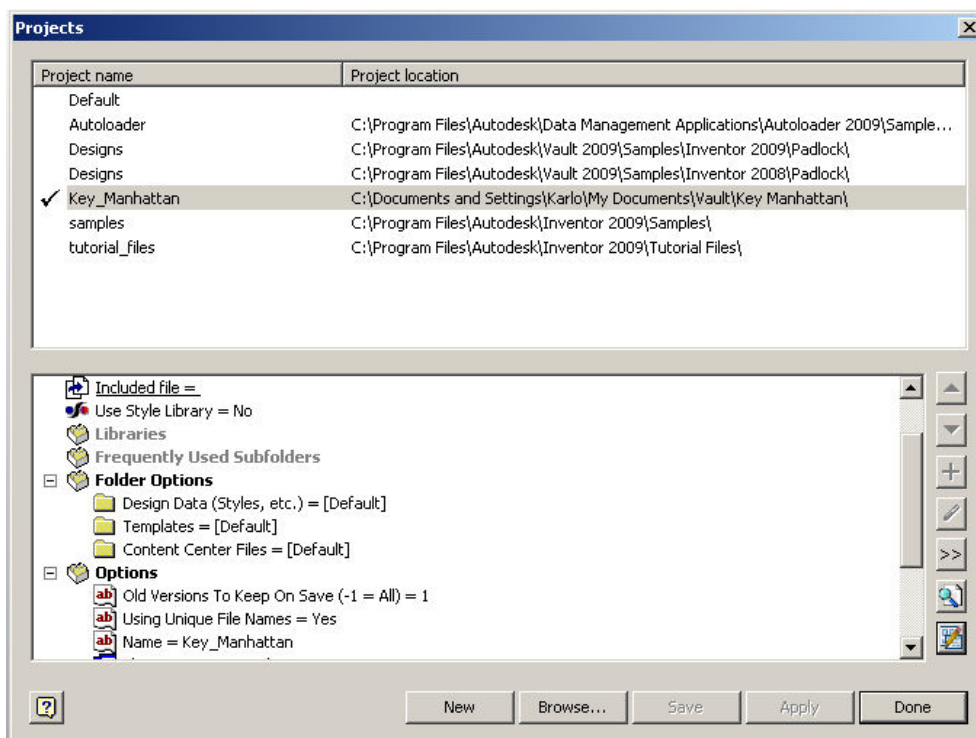 Projects
Project name Project location
Default
Autoloader C:\Program Files\Autodesk\Data Management Applications\Autoloader 2009\Sample...
Designs C:\Program Files\Autodesk\Vault 2009\Samples\Inventor 2009\Padlock\
Designs C:\Program Files\Autodesk\Vault 2009\Samples\Inventor 2008\Padlock\
Key_Manhattan C:\Documents and Settings\Karlo\My Documents\Vault\Key Manhattan\
samples C:\Program Files\Autodesk\Inventor 2009\Samples\
tutorial_files C:\Program Files\Autodesk\Inventor 2009\Tutorial Files\
Included file =
Use Style Library = No
Libraries
Frequently Used Subfolders
Folder Options
Design Data (Styles, etc.) = [Default]
Templates = [Default]
Content Center Files = [Default]
Options
ab Old Versions To Keep On Save (-1 = All) = 1
ab Using Unique File Names = Yes
ab Name = Key_Manhattan
>>
New Browse... Save Apply Done